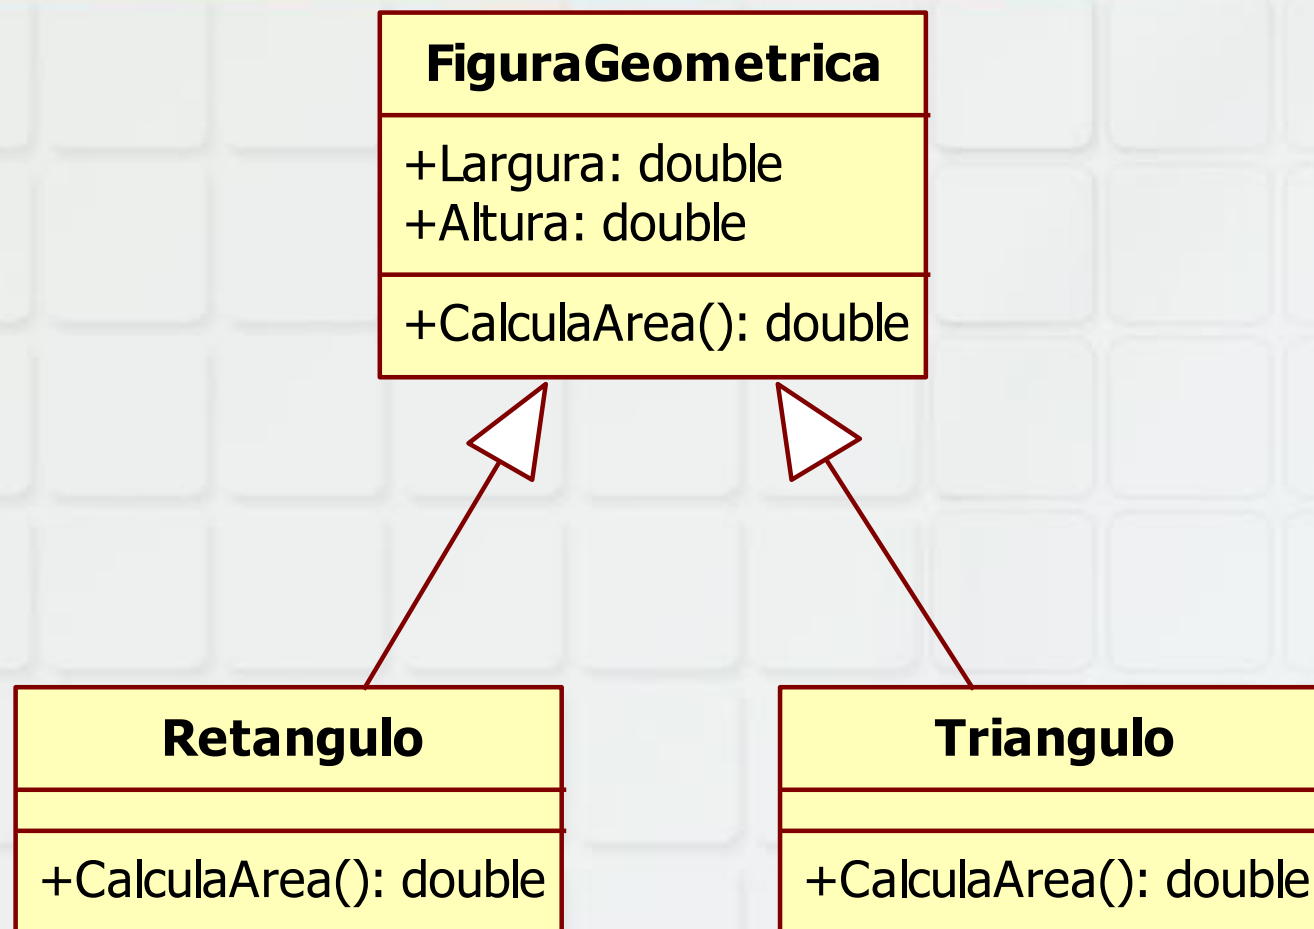 FiguraGeometrica
+Largura: double
+Altura: double
+CalculaArea(): double
Retangulo
+CalculaArea(): double
Triangulo
+CalculaArea(): double